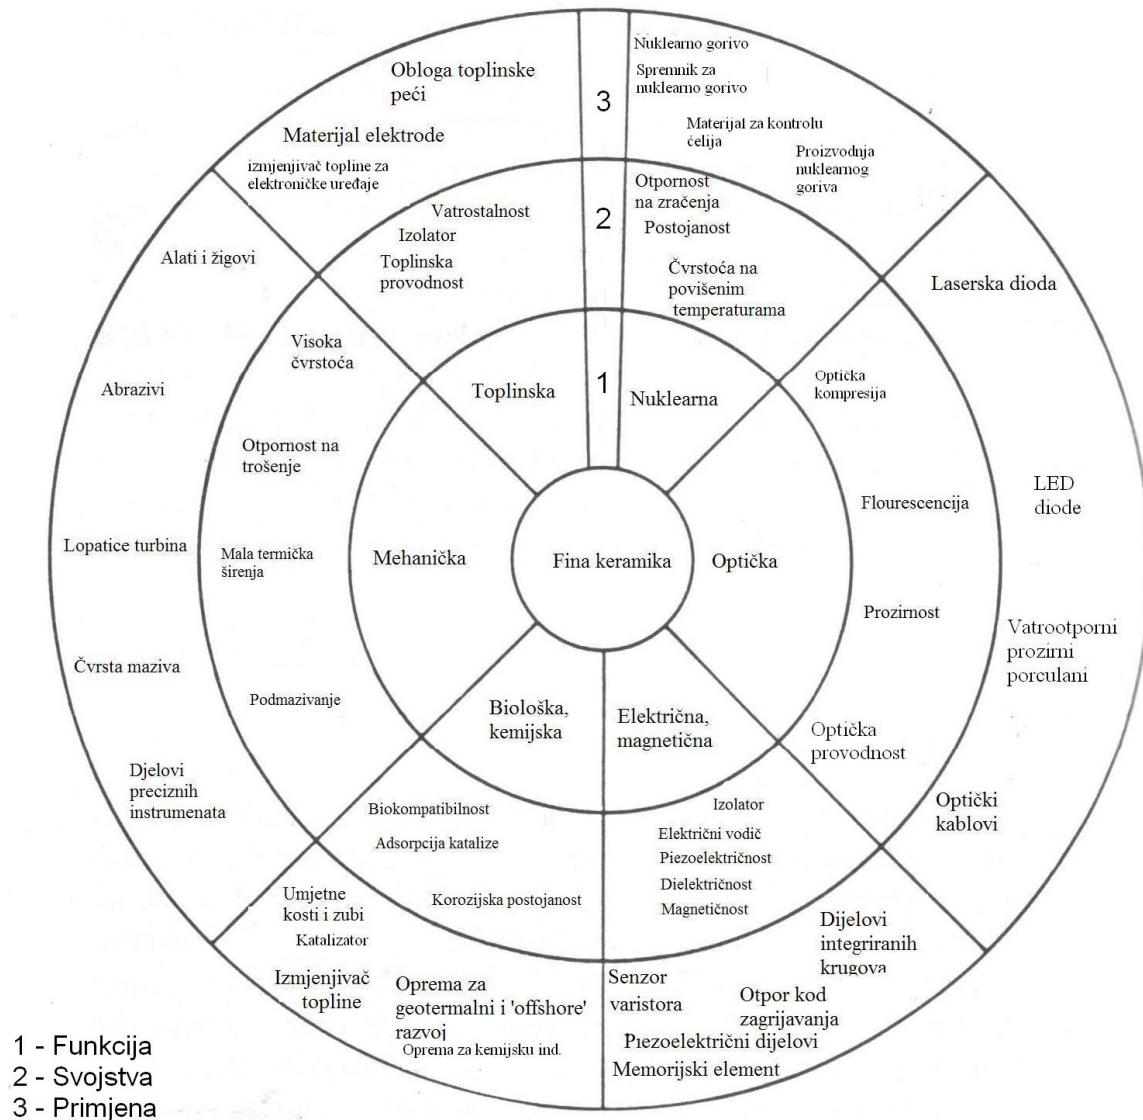 Nuklearno gorivo
Spremnik za
nuklearno gorivo
Materijal za kontrolu
ćelija
Proizvodnja
nuklearnog
goriva
Obloga toplinske
peći
Materijal elektrode
izmjenjivač topline za
elektroničke uređaje
3
Vatrostalnost
Izolator
Toplinska
provodnost
2
Otpornost
na zračenja
Postojanost
Čvrstoća na
povišenim
temperaturama
Toplinska
1
Nuklearna
Alati i žigovi
Abrazivi
Lopatice turbina
Čvrsta maziva
Djelovi
preciznih
instrumenata
Visoka
čvrstoća
Otpornost na
trošenje
Mala termička
širenja
Podmazivanje
Mehanička
Fina keramika
Optička
Optička
kompresija
Flourescencija
Prozirnost
Optička
provodnost
Laserska dioda
LED
diode
Vatrootporni
prozirni
porculani
Optički
kablovi
Biološka,
kemijska
Električna,
magnetična
Biokompatibilnost
Adsorpcija katalize
Korozijska postojanost
Izolator
Električni vodič
Piezoelektričnost
Dielektričnost
Magnetičnost
Umjetne
kosti i zubi
Katalizator
Izmjenjivač
topline
Oprema za
geotermalni i 'offshore'
razvoj
Oprema za kemijsku ind.
Dijelovi
integriranih
krugova
Senzor
varistora
Otpor kod
zagrijavanja
Piezoelektrični dijelovi
Memorijski element
1 - Funkcija
2 - Svojstva
3 - Primjena